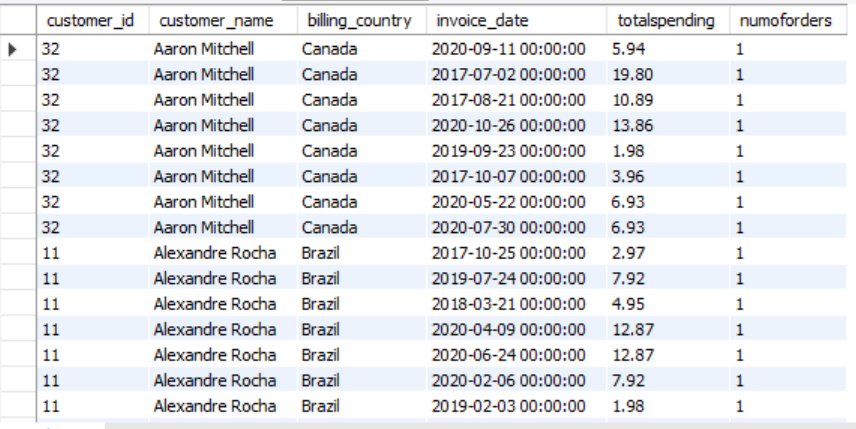 customer_id customer_name billing_country invoice_date totalspending numoforders
32 Aaron Mitchell Canada 2020-09-11 00:00:00 5.94 1
32 Aaron Mitchell Canada 2017-07-02 00:00:00 19.80 1
32 Aaron Mitchell Canada 2017-08-21 00:00:00 10.89 1
32 Aaron Mitchell Canada 2020-10-26 00:00:00 13.86 1
32 Aaron Mitchell Canada 2019-09-23 00:00:00 1.98 1
32 Aaron Mitchell Canada 2017-10-07 00:00:00 3.96 1
32 Aaron Mitchell Canada 2020-05-22 00:00:00 6.93 1
32 Aaron Mitchell Canada 2020-07-30 00:00:00 6.93 1
11 Alexandre Rocha Brazil 2017-10-25 00:00:00 2.97 1
11 Alexandre Rocha Brazil 2019-07-24 00:00:00 7.92 1
11 Alexandre Rocha Brazil 2018-03-21 00:00:00 4.95 1
11 Alexandre Rocha Brazil 2020-04-09 00:00:00 12.87 1
11 Alexandre Rocha Brazil 2020-06-24 00:00:00 12.87 1
11 Alexandre Rocha Brazil 2020-02-06 00:00:00 7.92 1
11 Alexandre Rocha Brazil 2019-02-03 00:00:00 1.98 1